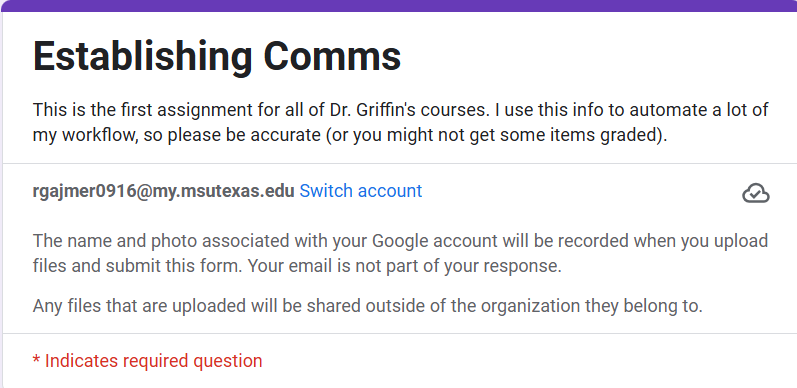 Establishing Comms
This is the first assignment for all of Dr. Griffin's courses. I use this info to automate a lot of
my workflow, so please be accurate (or you might not get some items graded).
rgajmer0916@my.msutexas.edu Switch account
The name and photo associated with your Google account will be recorded when you upload
files and submit this form. Your email is not part of your response.
Any files that are uploaded will be shared outside of the organization they belong to.
* Indicates required question